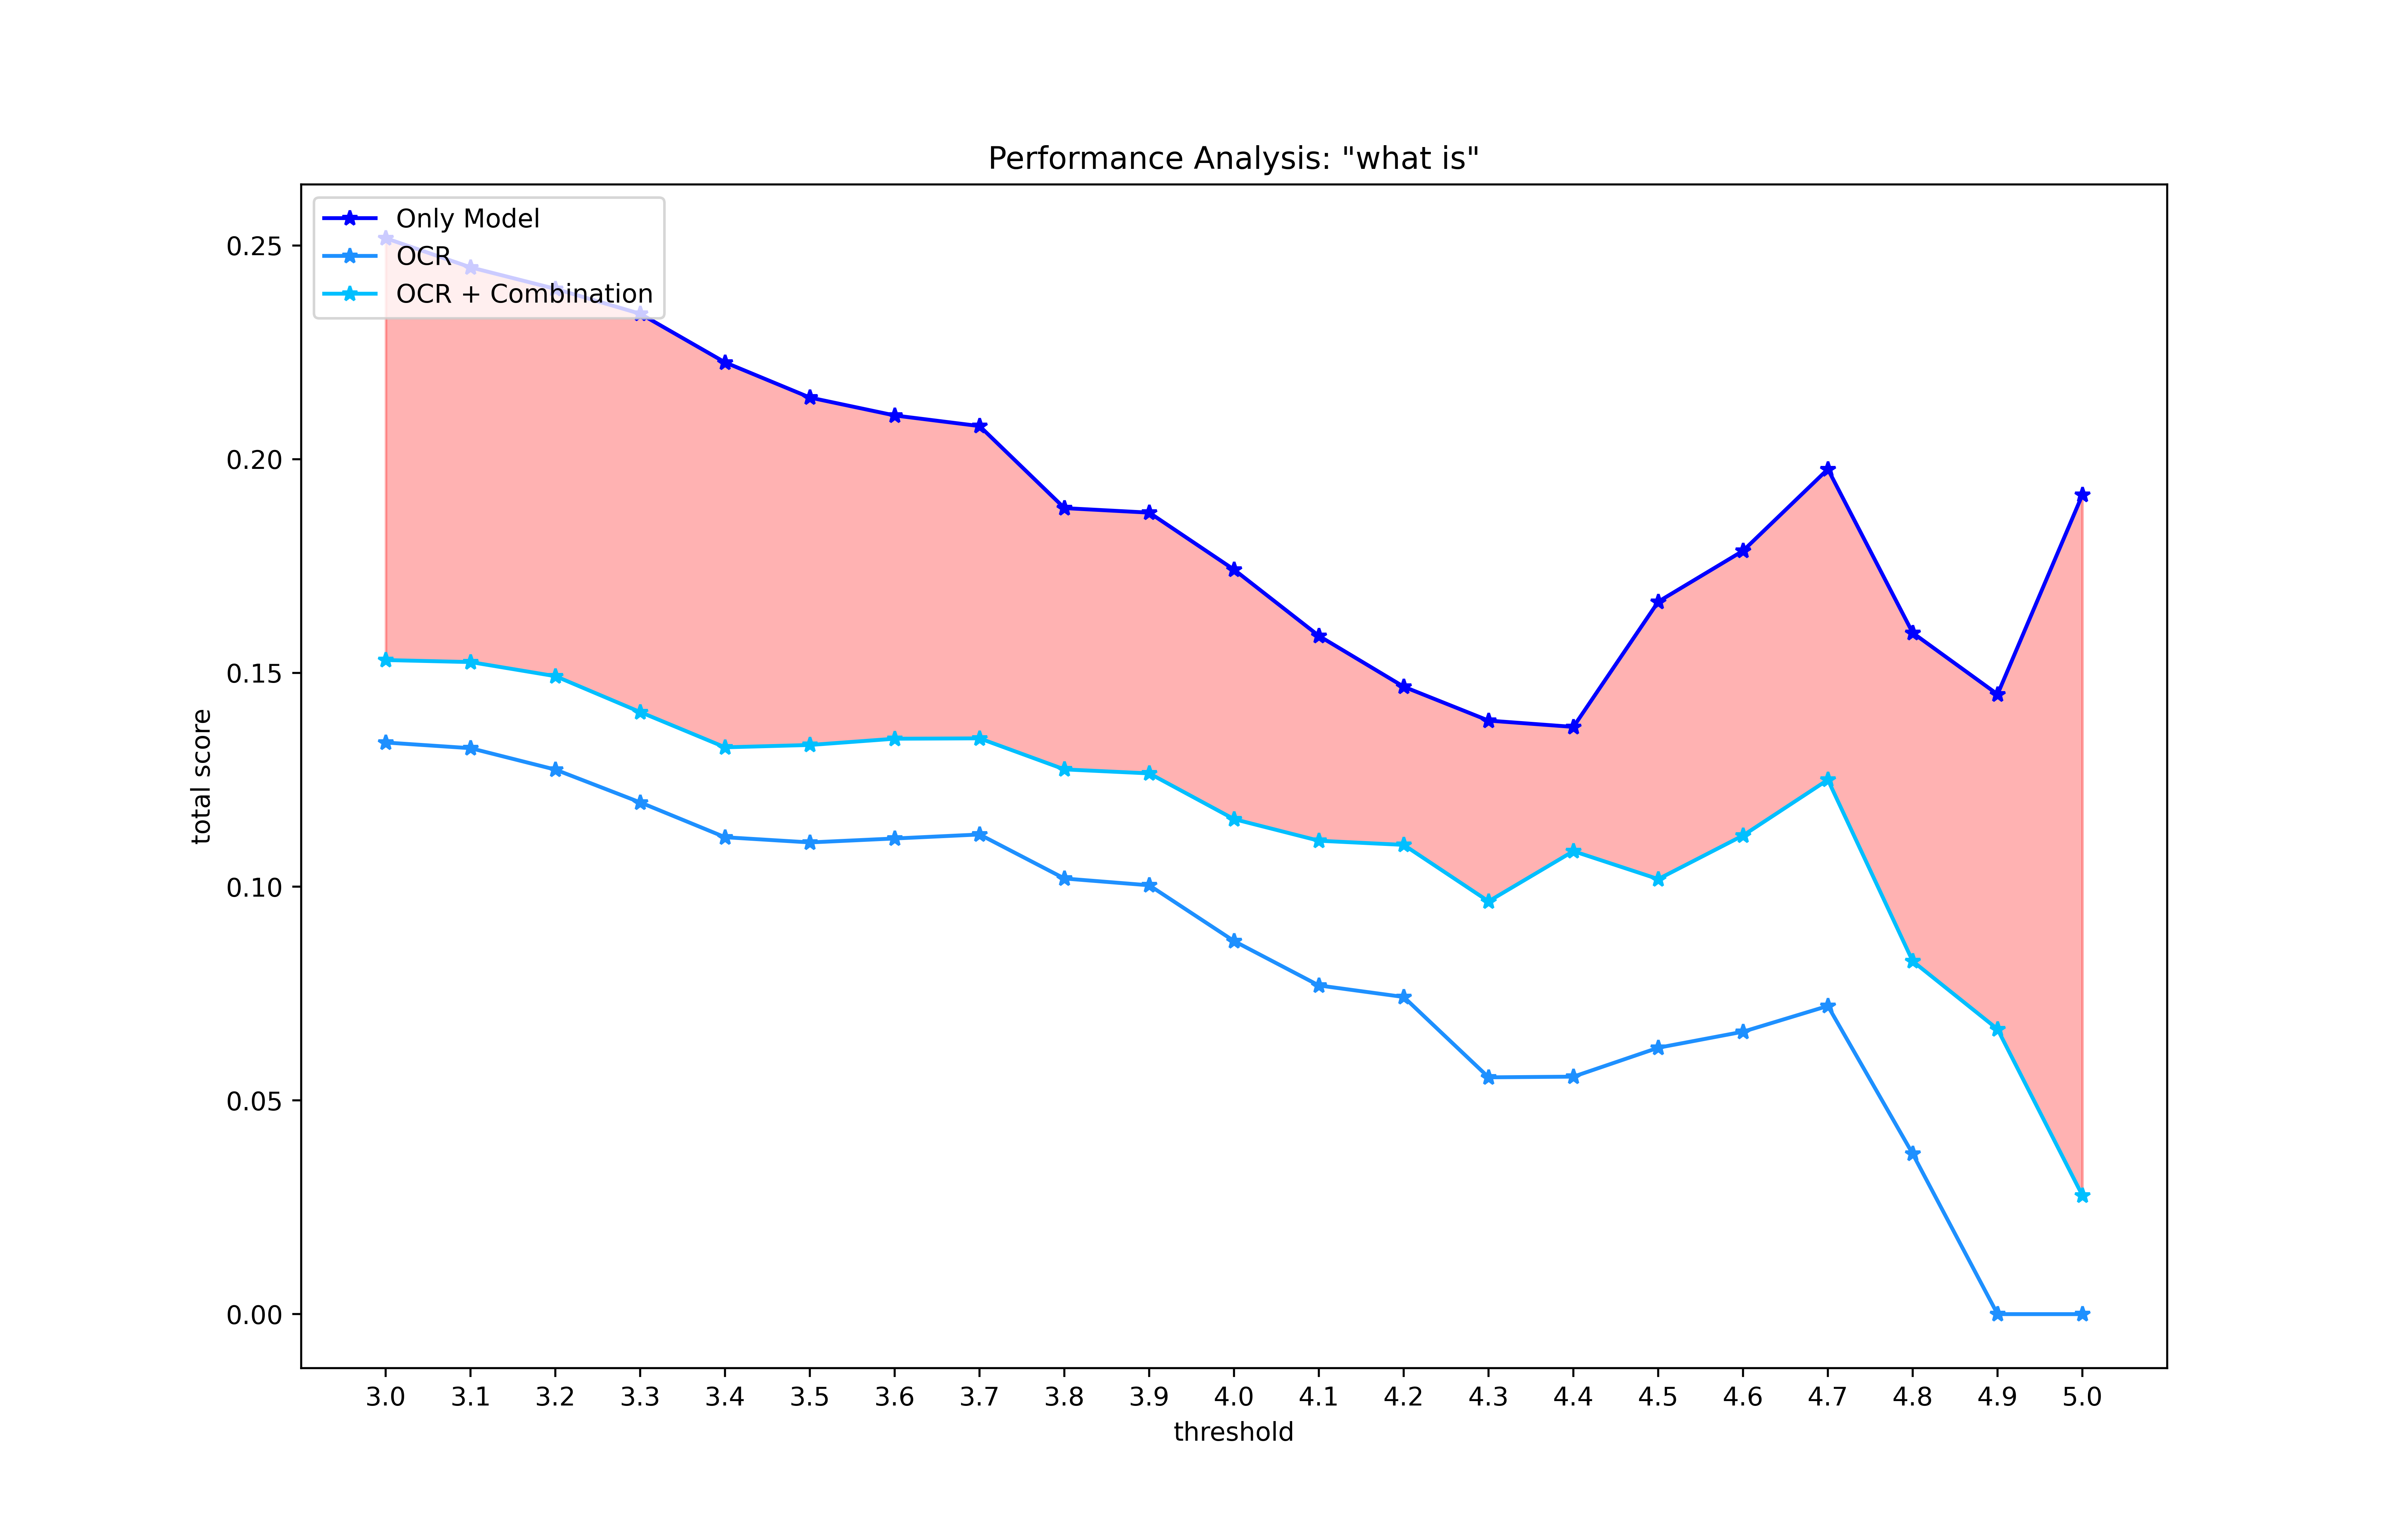 Performance Analysis: "what is"
Only Model
OCR
OCR + Combination
0.25
0.20
0.15
0.10
0.05
0.00
total score
3.0 3.1 3.2 3.3 3.4 3.5 3.6 3.7 3.8 3.9 4.0 4.1 4.2 4.3 4.4 4.5 4.6 4.7 4.8 4.9 5.0
threshold